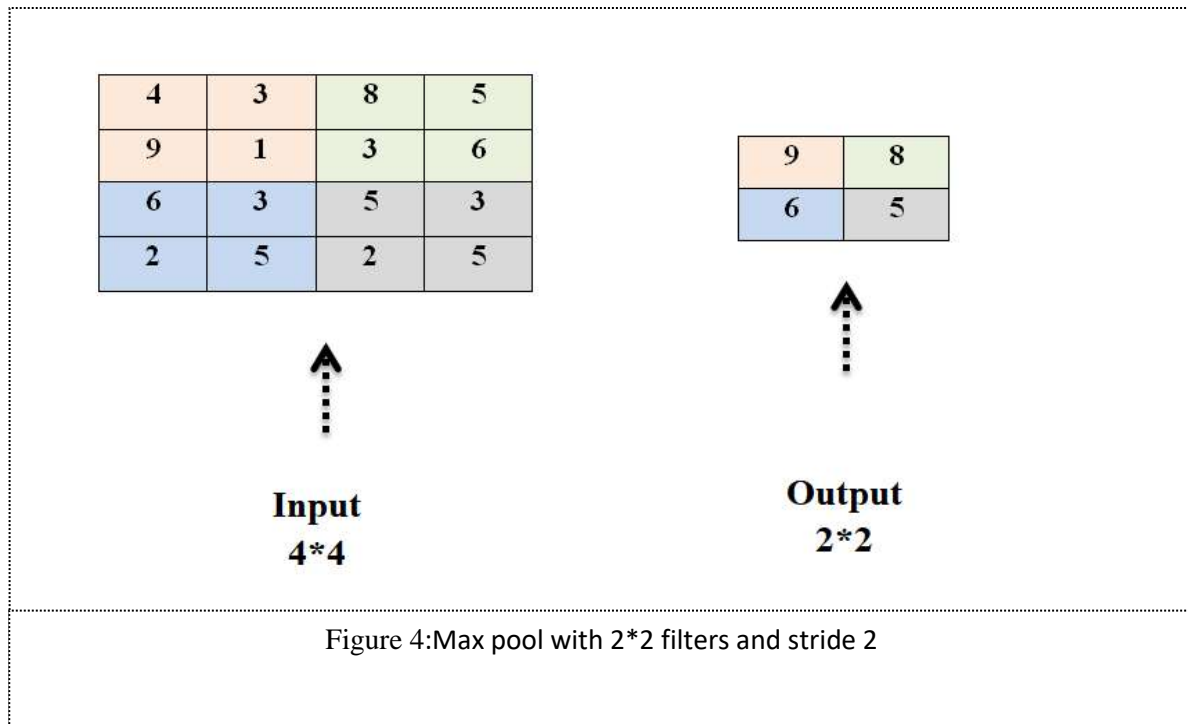 4 3 8 5
9 1 3 6
6 3 5 3
2 5 2 5
9 8
6 5
Input
4*4
Output
2*2
Figure 4:Max pool with 2*2 filters and stride 2